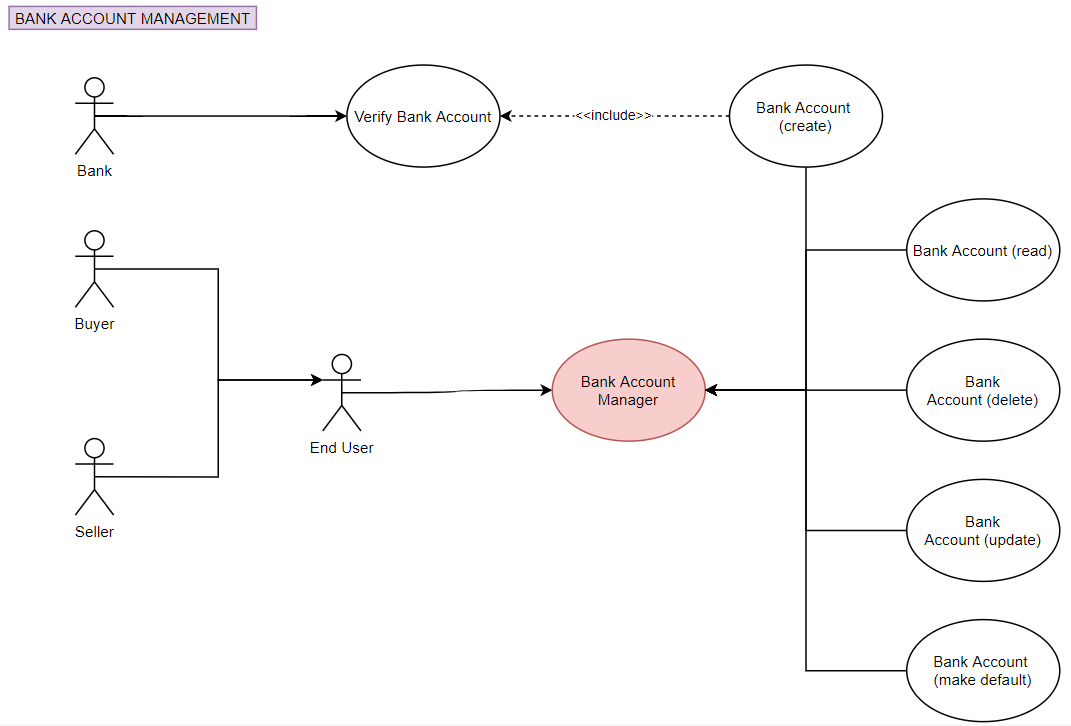 BANK ACCOUNT MANAGEMENT
Verify Bank Account
<<include>>
Bank Account
(create)
Bank
Bank Account (read)
Buyer
Bank Account
Manager
Bank
Account (delete)
End User
Seller
Bank
Account (update)
Bank Account
(make default)